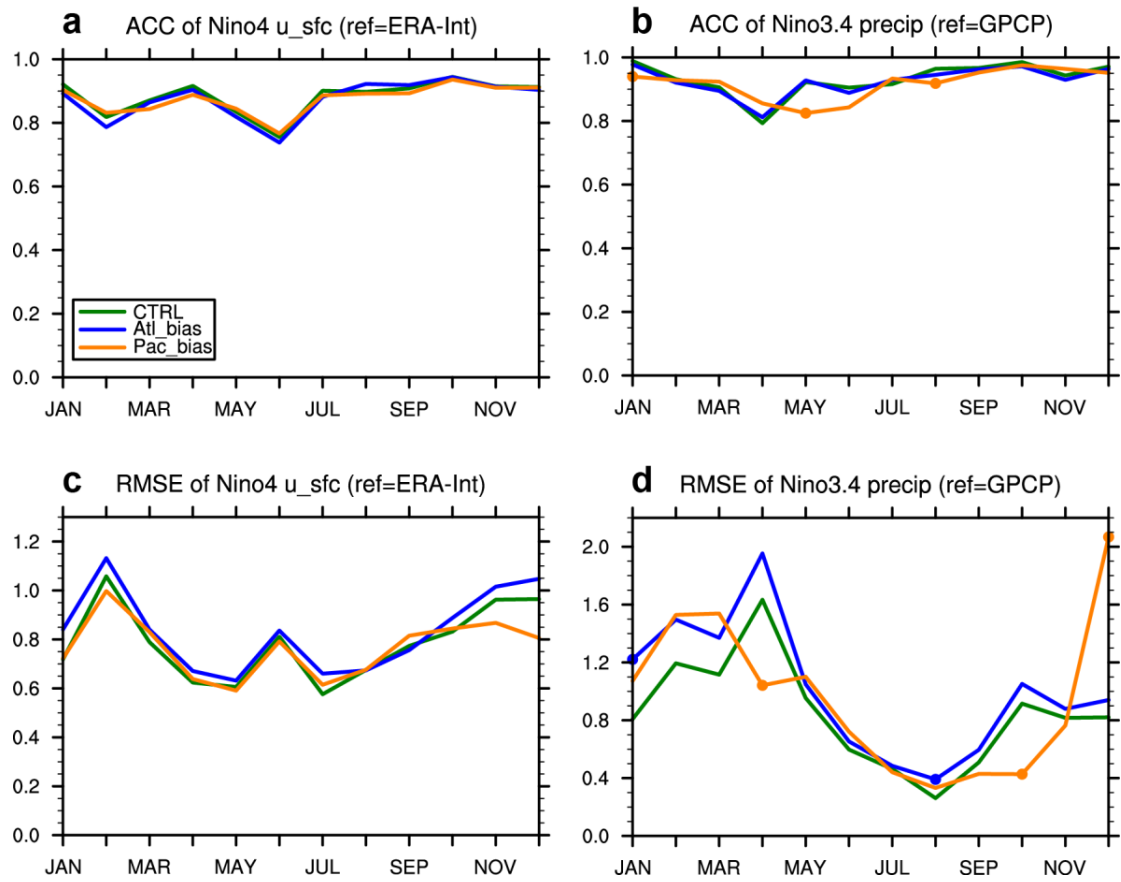 a ACC of Nino4 u_sfc (ref=ERA-Int)
1.0
0.8
0.6
0.4
0.2
0.0
CTRL
Atl_bias
Pac_bias
JAN MAR MAY JUL SEP NOV
b ACC of Nino3.4 precip (ref=GPCP)
1.0
0.8
0.6
0.4
0.2
0.0
JAN MAR MAY JUL SEP NOV
c RMSE of Nino4 u_sfc (ref=ERA-Int)
1.2
1.0
0.8
0.6
0.4
0.2
0.0
JAN MAR MAY JUL SEP NOV
d RMSE of Nino3.4 precip (ref=GPCP)
2.0
1.6
1.2
0.8
0.4
0.0
JAN MAR MAY JUL SEP NOV